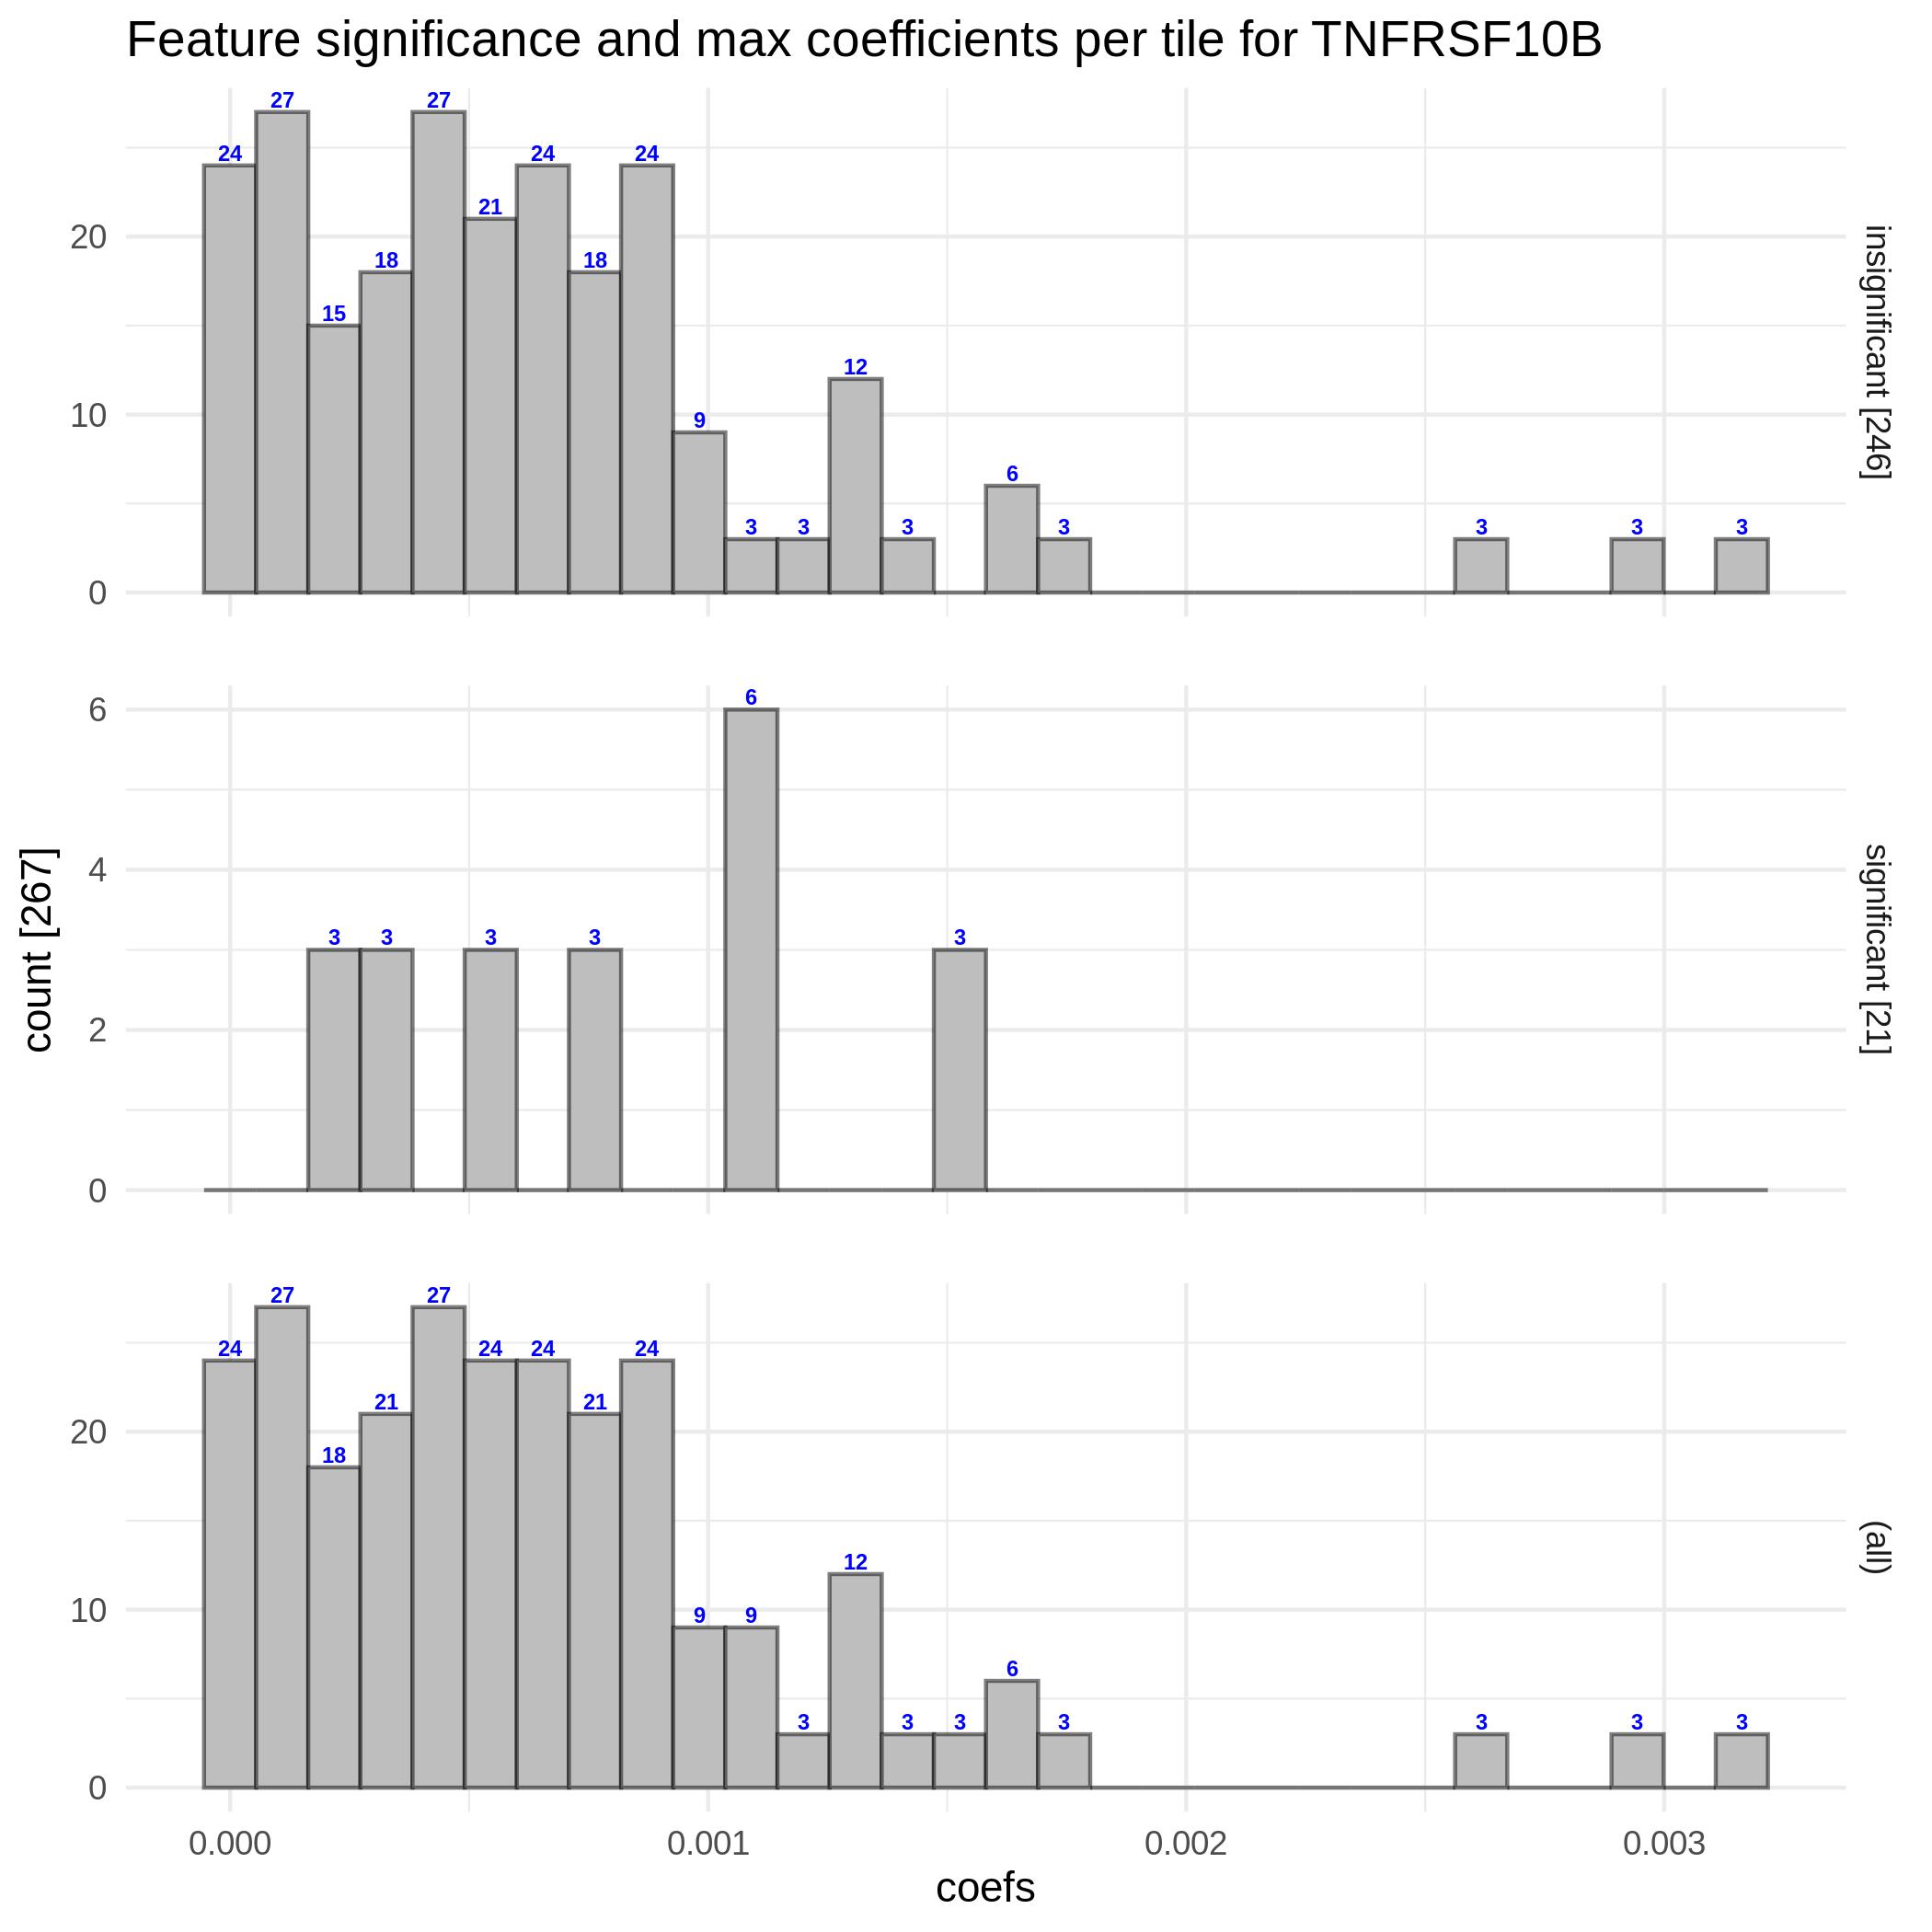 Feature significance and max coefficients per tile for TNFRSF10B
24 27 15 18 27 21 24 18 24 9 3 3 12 3 6 3 3 3 3
20
10
0
insignificant [246]
3 3 3 3 6 3
6
4
2
0
significant [21]
count [267]
24 27 18 21 27 24 24 21 24 9 9 3 12 3 3 6 3 3 3 3
20
10
0
(all)
0.000 0.001 0.002 0.003
coefs